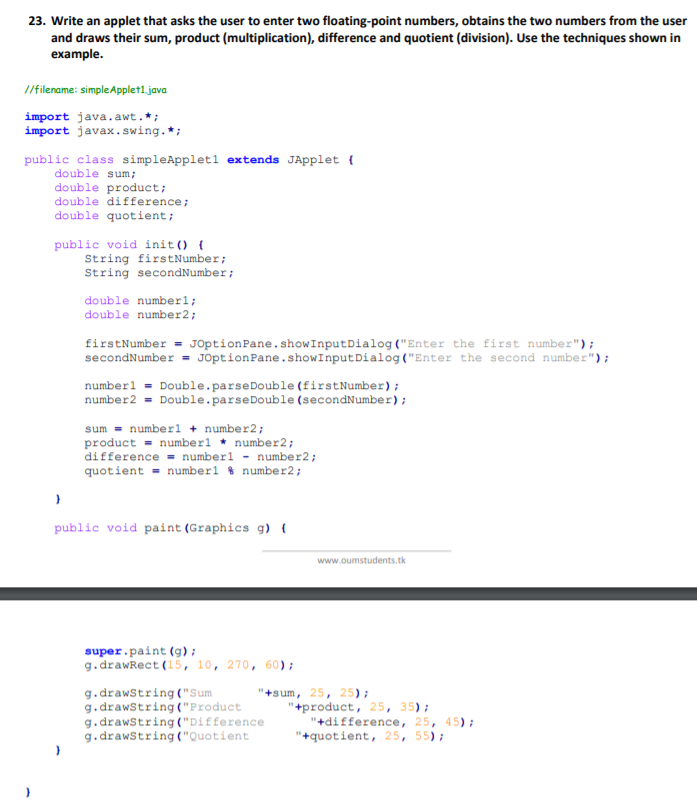 23. Write an applet that asks the user to enter two floating-point numbers, obtains the two numbers from the user
and draws their sum, product (multiplication), difference and quotient (division). Use the techniques shown in
example.
//filename: simpleApplet1.java
import java.awt.*;
import javax.swing.*;
public class simpleApplet1 extends JApplet {
double sum;
double product;
double difference;
double quotient;
public void init() {
String firstNumber;
String secondNumber;
double number1;
double number2;
firstNumber = JOptionPane.showInputDialog("Enter the first number");
secondNumber = JOptionPane.showInputDialog("Enter the second number");
number1 = Double.parseDouble(firstNumber);
number2 = Double.parseDouble(secondNumber);
sum = number1 + number2;
product = number1 * number2;
difference = number1 - number2;
quotient = number1 % number2;
}
public void paint(Graphics g) {
www.oumstudents.tk
super.paint(g);
g.drawRect(15, 10, 270, 60);
g.drawString("Sum "+sum, 25, 25);
g.drawString("Product "+product, 25, 35);
g.drawString("Difference "+difference, 25, 45);
g.drawString("Quotient "+quotient, 25, 55);
}
}